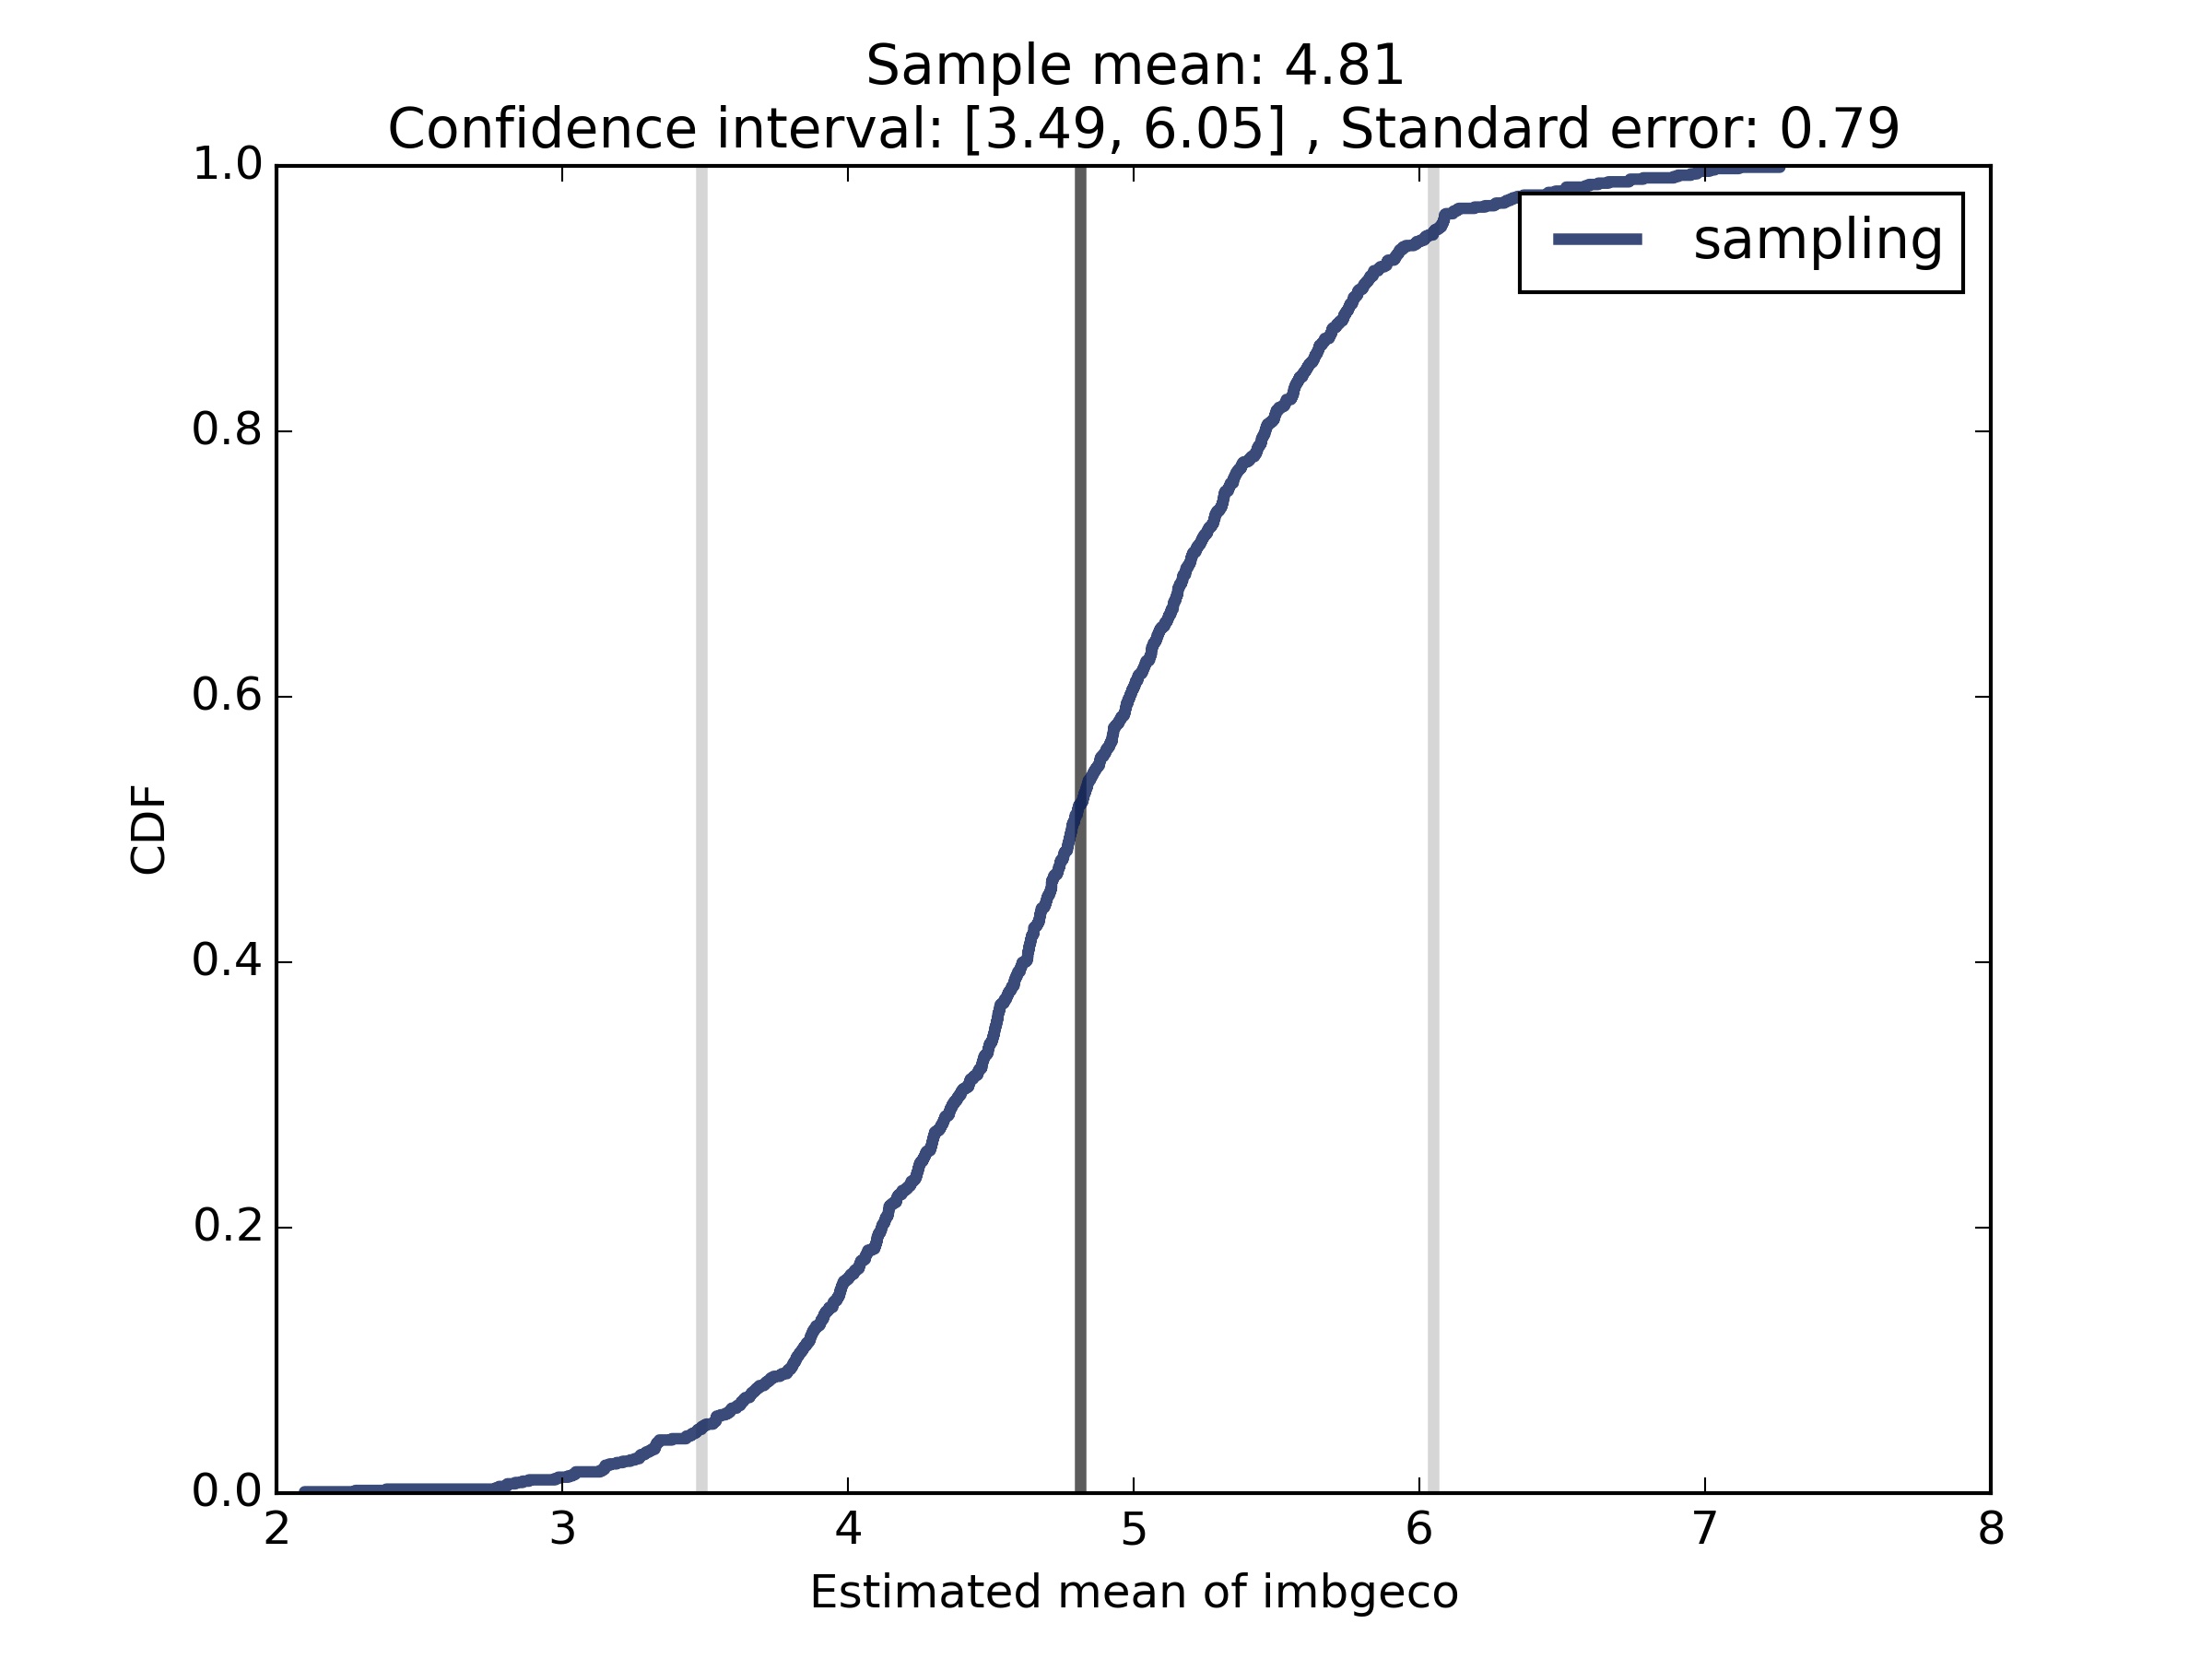 Sample mean: 4.81
Confidence interval: [3.49, 6.05] , Standard error: 0.79
1.0
0.8
0.6
0.4
0.2
0.0
CDF
sampling
2 3 4 5 6 7 8
Estimated mean of imbgeco